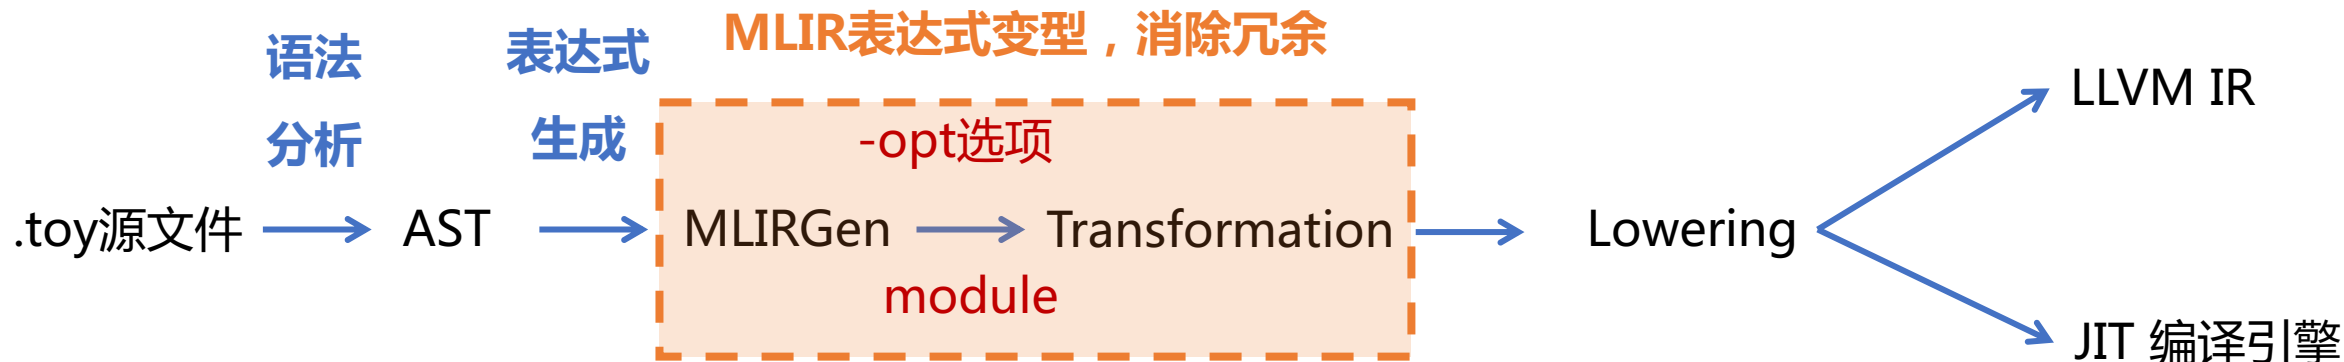 MLIR表达式变型，消除冗余
语法
分析
表达式
生成
-opt选项
.toy源文件
AST
MLIRGen
Transformation
module
Lowering
LLVM IR
JIT 编译引擎